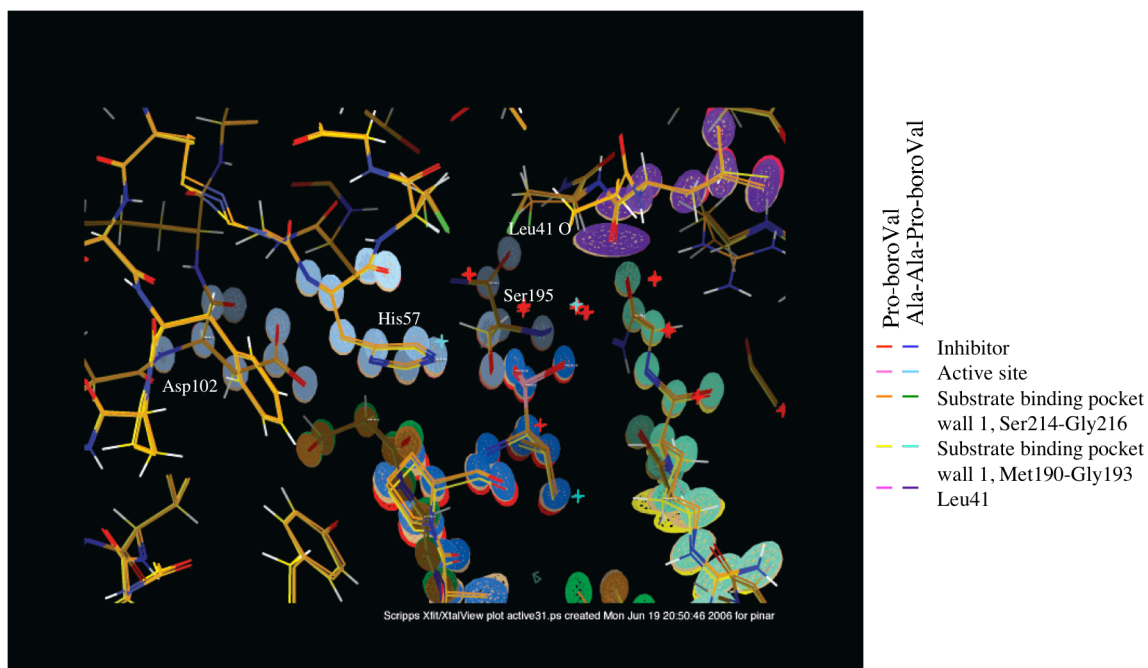 Leu41 O
Ser195
His57
Asp102
Scripps Xfit/XtalView plot active31.ps created Mon Jun 19 20:50:46 2006 for pinar
Pro-boroVal
Ala-Ala-Pro-boroVal
Inhibitor
Active site
Substrate binding pocket
wall 1, Ser214-Gly216
Substrate binding pocket
wall 1, Met190-Gly193
Leu41